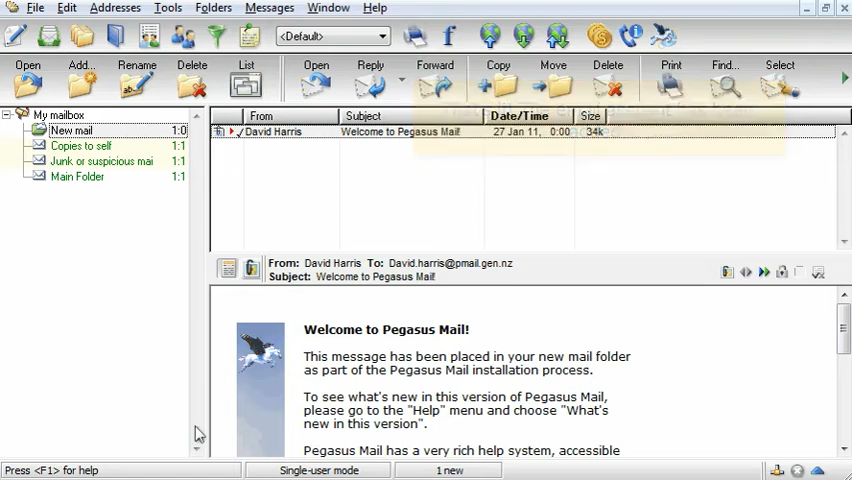 File Edit Addresses Tools Folders Messages Window Help
<Default>
Open Add... Rename Delete List Open Reply Forward Copy Move Delete Print Find... Select
My mailbox
New mail 1:0
Copies to self 1:1
Junk or suspicious mai 1:1
Main Folder 1:1
From Subject Date/Time Size
David Harris Welcome to Pegasus Mail! 27 Jan 11, 0:00 34k
From: David Harris To: David.harris@pmail.gen.nz
Subject: Welcome to Pegasus Mail!
Welcome to Pegasus Mail!
This message has been placed in your new mail folder
as part of the Pegasus Mail installation process.
To see what's new in this version of Pegasus Mail,
please go to the "Help" menu and choose "What's
new in this version".
Pegasus Mail has a very rich help system, accessible
Press <F1> for help Single-user mode 1 new